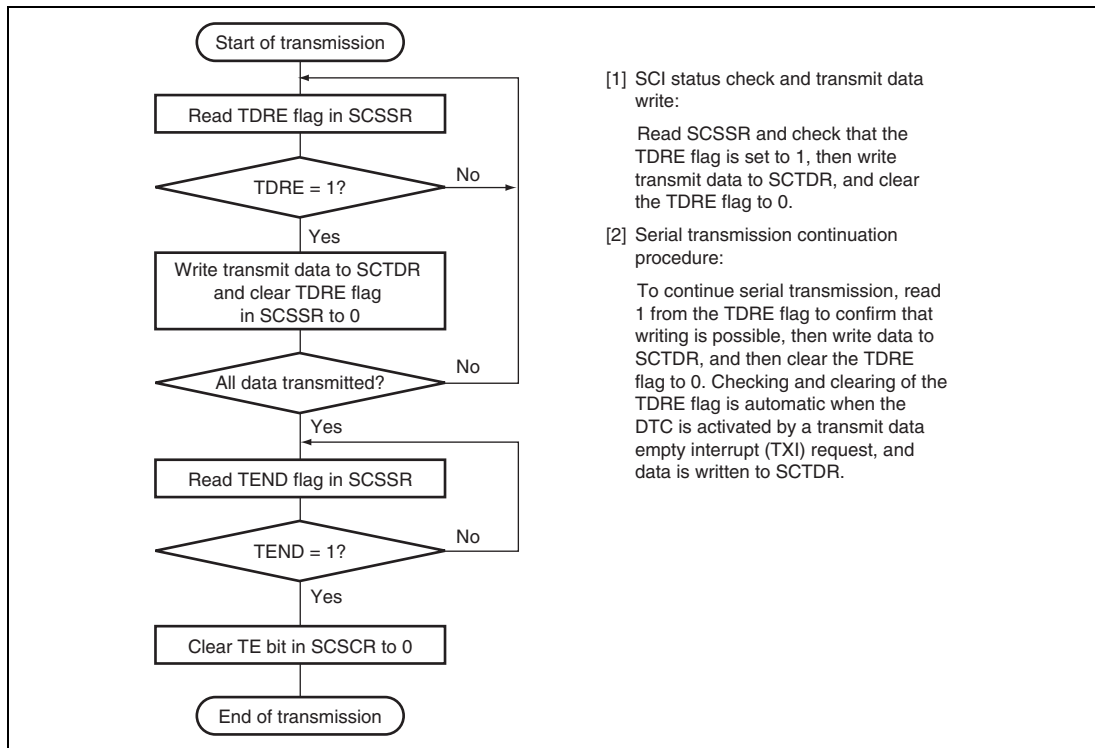 Start of transmission
Read TDRE flag in SCSSR
TDRE = 1?
No
Yes
Write transmit data to SCTDR
and clear TDRE flag
in SCSSR to 0
All data transmitted?
No
Yes
Read TEND flag in SCSSR
TEND = 1?
No
Yes
Clear TE bit in SCSCR to 0
End of transmission
[1] SCI status check and transmit data
write:
Read SCSSR and check that the
TDRE flag is set to 1, then write
transmit data to SCTDR, and clear
the TDRE flag to 0.
[2] Serial transmission continuation
procedure:
To continue serial transmission, read
1 from the TDRE flag to confirm that
writing is possible, then write data to
SCTDR, and then clear the TDRE
flag to 0. Checking and clearing of the
TDRE flag is automatic when the
DTC is activated by a transmit data
empty interrupt (TXI) request, and
data is written to SCTDR.